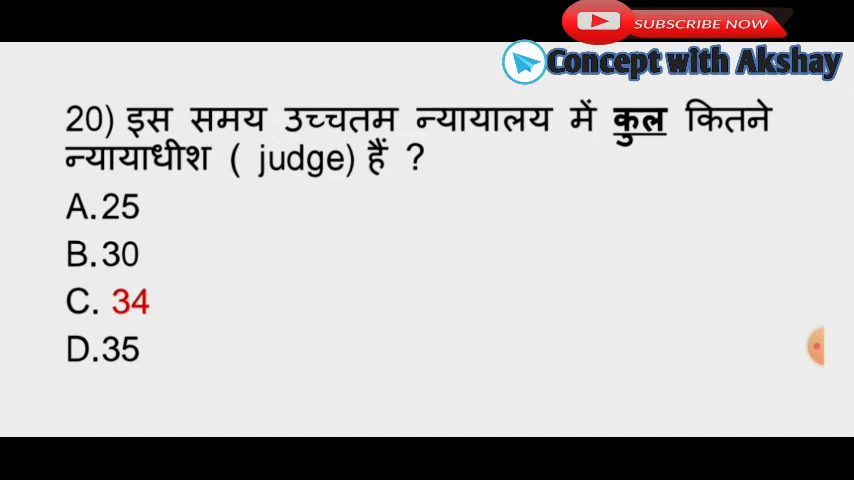 SUBSCRIBE NOW
Concept with Akshay
20) इस समय उच्चतम न्यायालय में कुल कितने
न्यायाधीश ( judge) हैं ?
A.25
B.30
C. 34
D.35